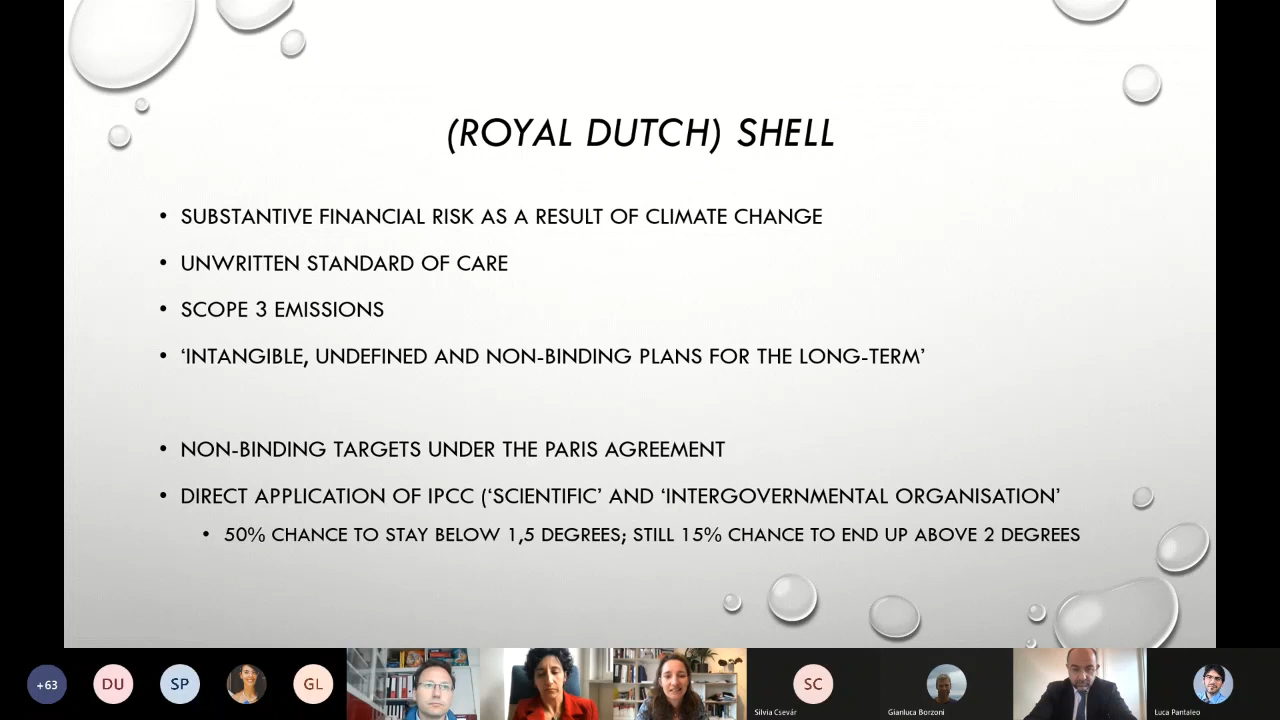 (ROYAL DUTCH) SHELL
• SUBSTANTIVE FINANCIAL RISK AS A RESULT OF CLIMATE CHANGE
• UNWRITTEN STANDARD OF CARE
• SCOPE 3 EMISSIONS
• ‘INTANGIBLE, UNDEFINED AND NON-BINDING PLANS FOR THE LONG-TERM’
• NON-BINDING TARGETS UNDER THE PARIS AGREEMENT
• DIRECT APPLICATION OF IPCC (‘SCIENTIFIC’ AND ‘INTERGOVERNMENTAL ORGANISATION’
• 50% CHANCE TO STAY BELOW 1,5 DEGREES; STILL 15% CHANCE TO END UP ABOVE 2 DEGREES
+63 DU SP GL SC
Silvia Csevár Gianluca Borzoni Luca Pantaleo